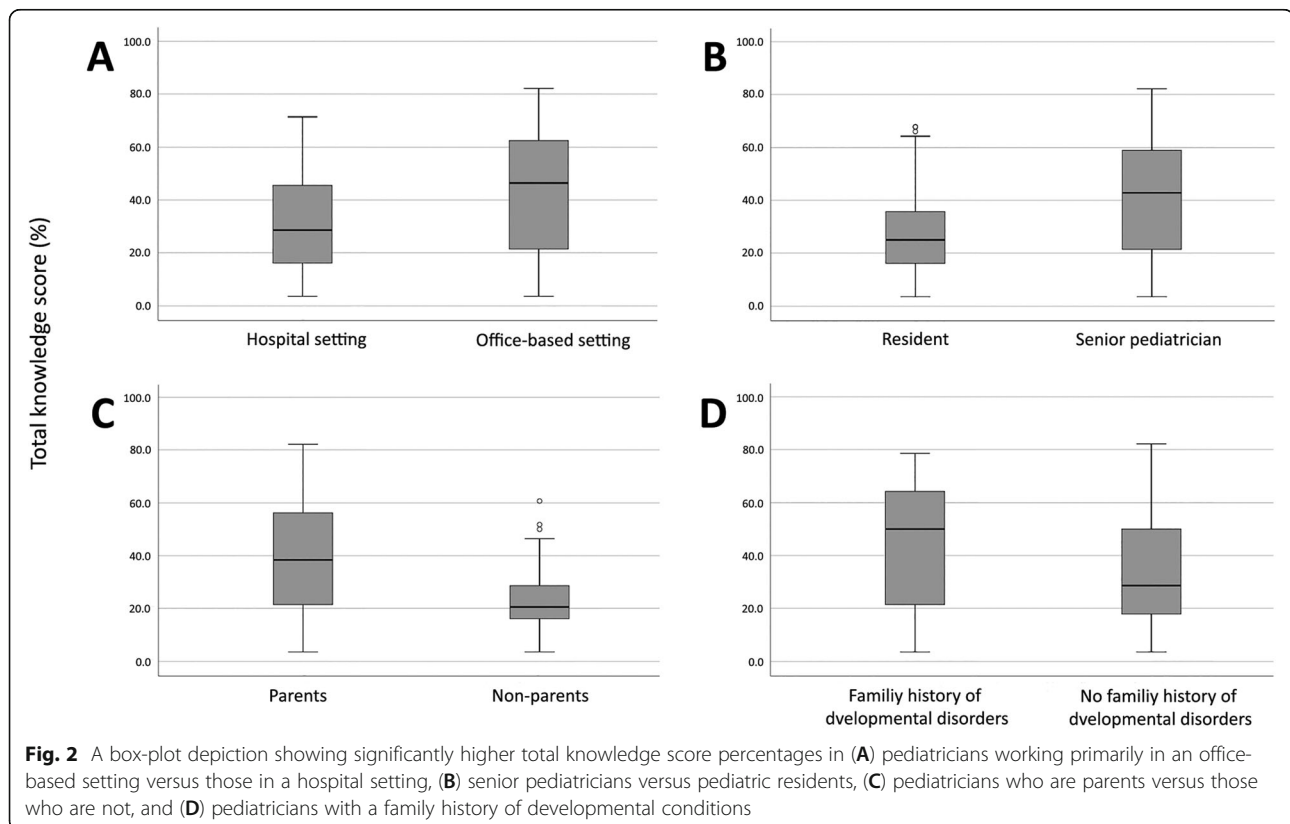 Total knowledge score (%)
A
100.0
80.0
60.0
40.0
20.0
0.0
Hospital setting
Office-based setting
B
100.0
80.0
60.0
40.0
20.0
0.0
Resident
Senior pediatrician
C
100.0
80.0
60.0
40.0
20.0
0.0
Parents
Non-parents
D
100.0
80.0
60.0
40.0
20.0
0.0
Familiy history of
dvelopmental disorders
No familiy history of
dvelopmental disorders
Fig. 2 A box-plot depiction showing significantly higher total knowledge score percentages in (A) pediatricians working primarily in an office-
based setting versus those in a hospital setting, (B) senior pediatricians versus pediatric residents, (C) pediatricians who are parents versus those
who are not, and (D) pediatricians with a family history of developmental conditions